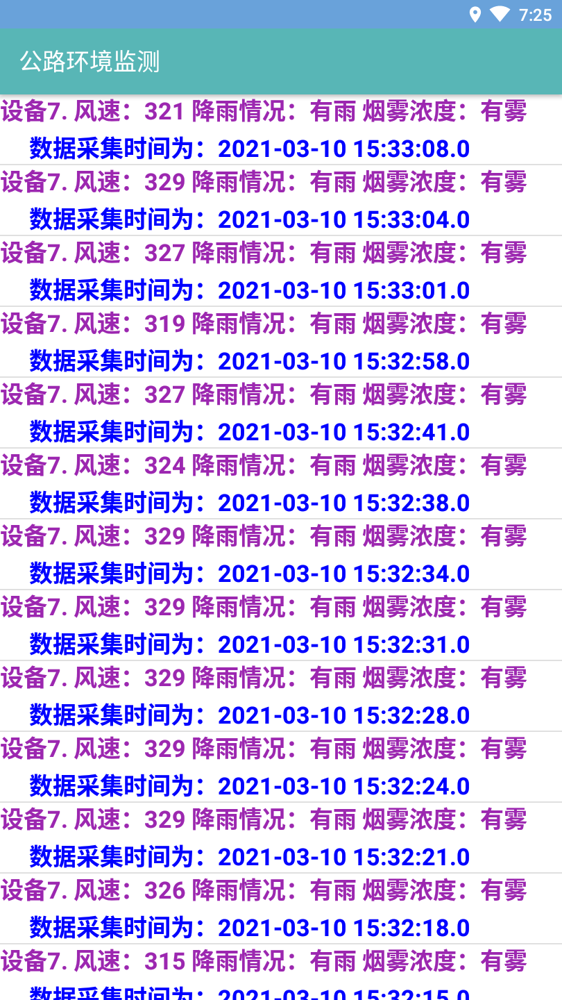 7:25
公路环境监测
设备7. 风速：321 降雨情况：有雨 烟雾浓度：有雾
数据采集时间为：2021-03-10 15:33:08.0
设备7. 风速：329 降雨情况：有雨 烟雾浓度：有雾
数据采集时间为：2021-03-10 15:33:04.0
设备7. 风速：327 降雨情况：有雨 烟雾浓度：有雾
数据采集时间为：2021-03-10 15:33:01.0
设备7. 风速：319 降雨情况：有雨 烟雾浓度：有雾
数据采集时间为：2021-03-10 15:32:58.0
设备7. 风速：327 降雨情况：有雨 烟雾浓度：有雾
数据采集时间为：2021-03-10 15:32:41.0
设备7. 风速：324 降雨情况：有雨 烟雾浓度：有雾
数据采集时间为：2021-03-10 15:32:38.0
设备7. 风速：329 降雨情况：有雨 烟雾浓度：有雾
数据采集时间为：2021-03-10 15:32:34.0
设备7. 风速：329 降雨情况：有雨 烟雾浓度：有雾
数据采集时间为：2021-03-10 15:32:31.0
设备7. 风速：329 降雨情况：有雨 烟雾浓度：有雾
数据采集时间为：2021-03-10 15:32:28.0
设备7. 风速：329 降雨情况：有雨 烟雾浓度：有雾
数据采集时间为：2021-03-10 15:32:24.0
设备7. 风速：329 降雨情况：有雨 烟雾浓度：有雾
数据采集时间为：2021-03-10 15:32:21.0
设备7. 风速：326 降雨情况：有雨 烟雾浓度：有雾
数据采集时间为：2021-03-10 15:32:18.0
设备7. 风速：315 降雨情况：有雨 烟雾浓度：有雾
数据采集时间为：2021-03-10 15:32:15.0